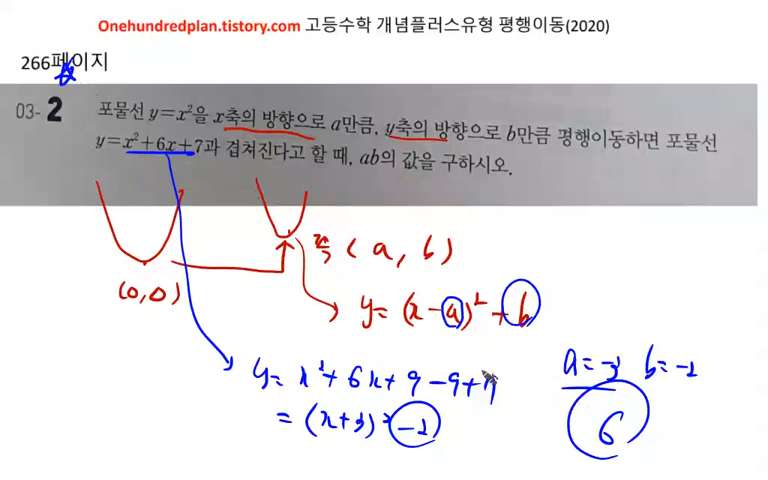 Onehundredplan.tistory.com 고등수학 개념플러스유형 평행이동(2020)
266페이지
03-2 포물선 y=x²을 x축의 방향으로 a만큼, y축의 방향으로 b만큼 평행이동하면 포물선
y=x²+6x+7과 겹쳐진다고 할 때, ab의 값을 구하시오.
(a, b)
(0,0)
y= (x-a)²+b
y= x²+6x+9-9+7
= (x+3)²-2
a=-3 b=-2
6